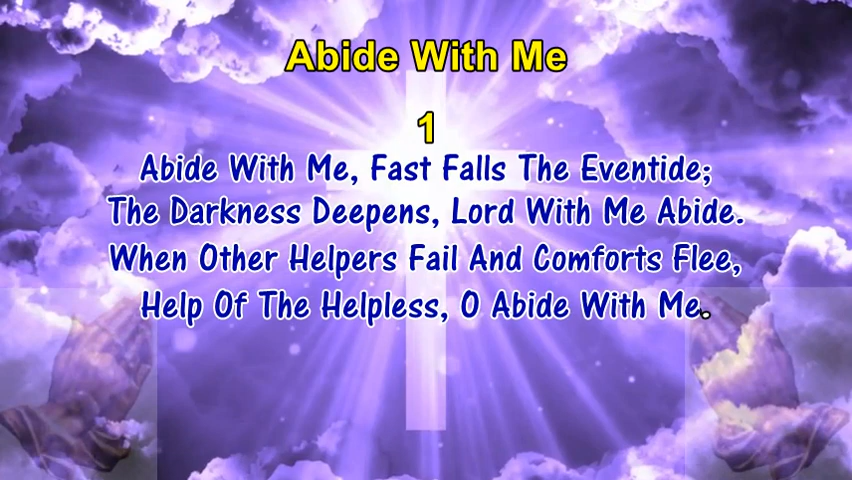 Abide With Me
1
Abide With Me, Fast Falls The Eventide;
The Darkness Deepens, Lord With Me Abide.
When Other Helpers Fail And Comforts Flee,
Help Of The Helpless, O Abide With Me.